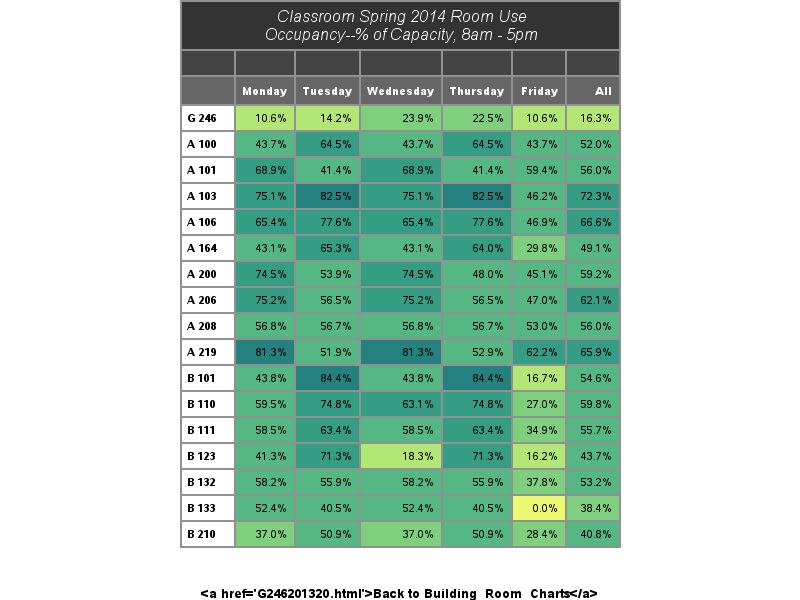 Classroom Spring 2014 Room Use
Occupancy--% of Capacity, 8am - 5pm
Monday Tuesday Wednesday Thursday Friday All
G 246 10.6% 14.2% 23.9% 22.5% 10.6% 16.3%
A 100 43.7% 64.5% 43.7% 64.5% 43.7% 52.0%
A 101 68.9% 41.4% 68.9% 41.4% 59.4% 56.0%
A 103 75.1% 82.5% 75.1% 82.5% 46.2% 72.3%
A 106 65.4% 77.6% 65.4% 77.6% 46.9% 66.6%
A 164 43.1% 65.3% 43.1% 64.0% 29.8% 49.1%
A 200 74.5% 53.9% 74.5% 48.0% 45.1% 59.2%
A 206 75.2% 56.5% 75.2% 56.5% 47.0% 62.1%
A 208 56.8% 56.7% 56.8% 56.7% 53.0% 56.0%
A 219 81.3% 51.9% 81.3% 52.9% 62.2% 65.9%
B 101 43.8% 84.4% 43.8% 84.4% 16.7% 54.6%
B 110 59.5% 74.8% 63.1% 74.8% 27.0% 59.8%
B 111 58.5% 63.4% 58.5% 63.4% 34.9% 55.7%
B 123 41.3% 71.3% 18.3% 71.3% 16.2% 43.7%
B 132 58.2% 55.9% 58.2% 55.9% 37.8% 53.2%
B 133 52.4% 40.5% 52.4% 40.5% 0.0% 38.4%
B 210 37.0% 50.9% 37.0% 50.9% 28.4% 40.8%
<a href='G246201320.html'>Back to Building_Room_Charts</a>